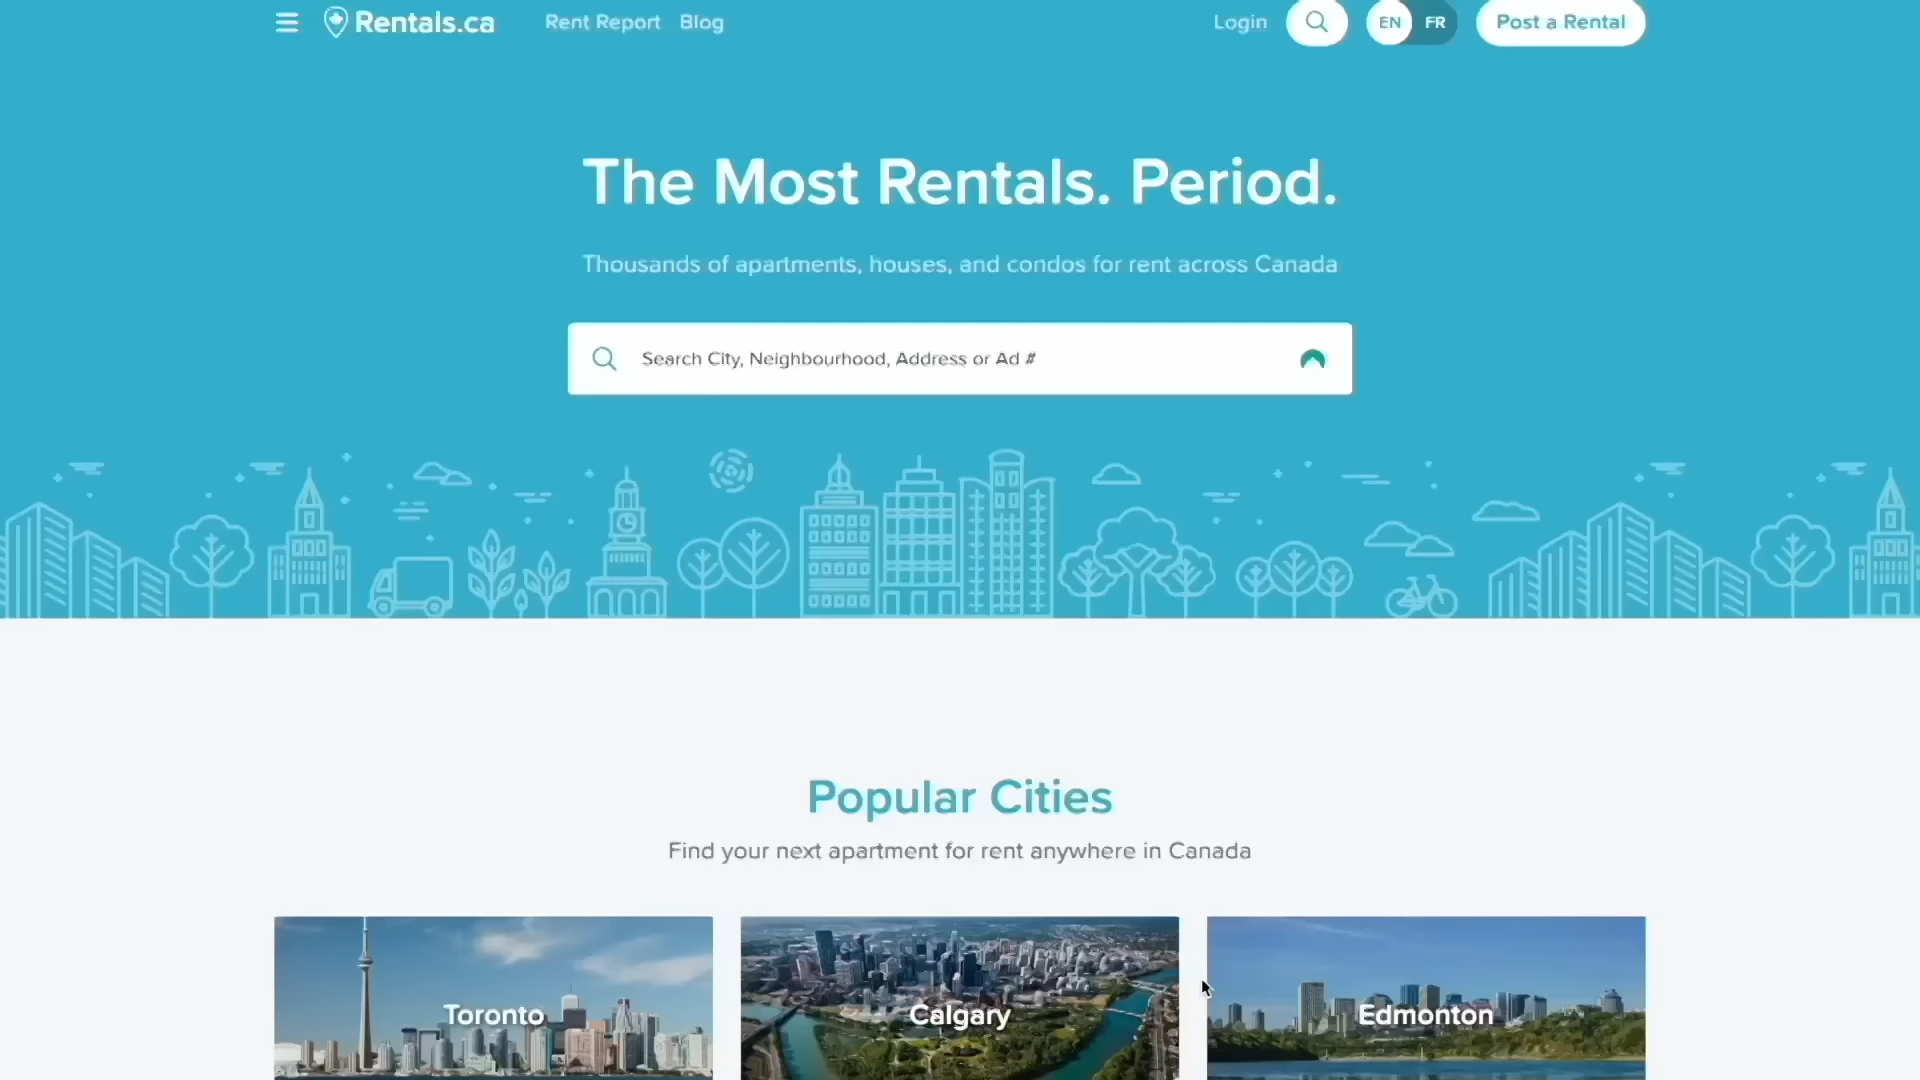 Rentals.ca
Rent Report
Blog
Login
EN
FR
Post a Rental
The Most Rentals. Period.
Thousands of apartments, houses, and condos for rent across Canada
Search City, Neighbourhood, Address or Ad #
Popular Cities
Find your next apartment for rent anywhere in Canada
Toronto
Calgary
Edmonton